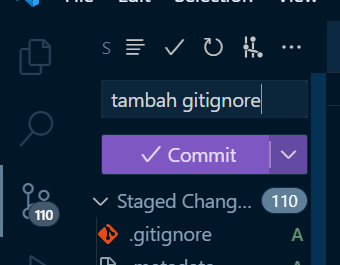 File Edit Selection View
S
tambah gitignore
Commit
Staged Chang... 110
.gitignore A
.metadata A
110